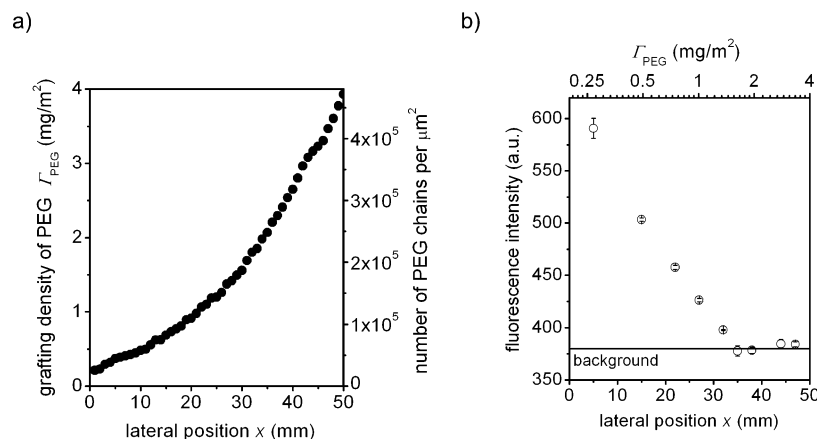 a)
grafting density of PEG Γ_PEG (mg/m²)
4
3
2
1
0
4x10⁵
3x10⁵
2x10⁵
1x10⁵
0
number of PEG chains per μm²
0 10 20 30 40 50
lateral position x (mm)
b)
Γ_PEG (mg/m²)
0.25 0.5 1 2 4
fluorescence intensity (a.u.)
600
550
500
450
400
350
background
0 10 20 30 40 50
lateral position x (mm)